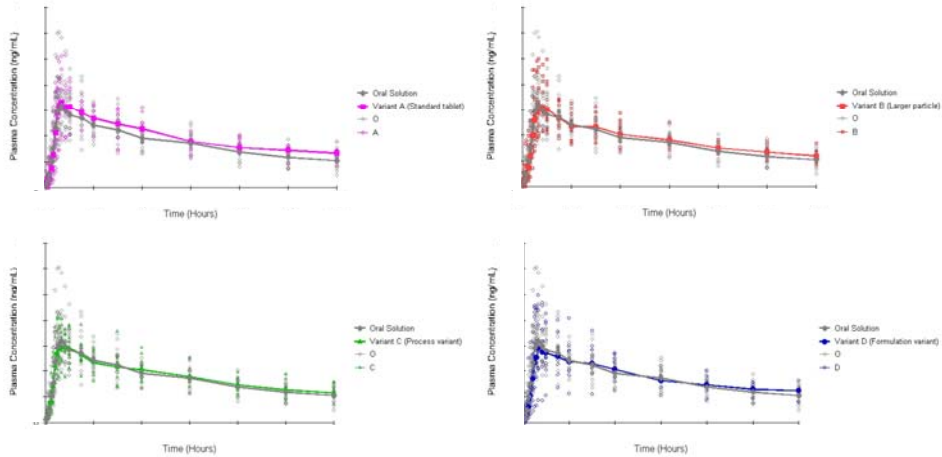 Plasma Concentration (ng/mL)
Oral Solution
Variant A (Standard tablet)
O
A
Time (Hours)
Plasma Concentration (ng/mL)
Oral Solution
Variant B (Larger particle)
O
B
Time (Hours)
Plasma Concentration (ng/mL)
Oral Solution
Variant C (Process variant)
O
C
Time (Hours)
Plasma Concentration (ng/mL)
Oral Solution
Variant D (Formulation variant)
O
D
Time (Hours)